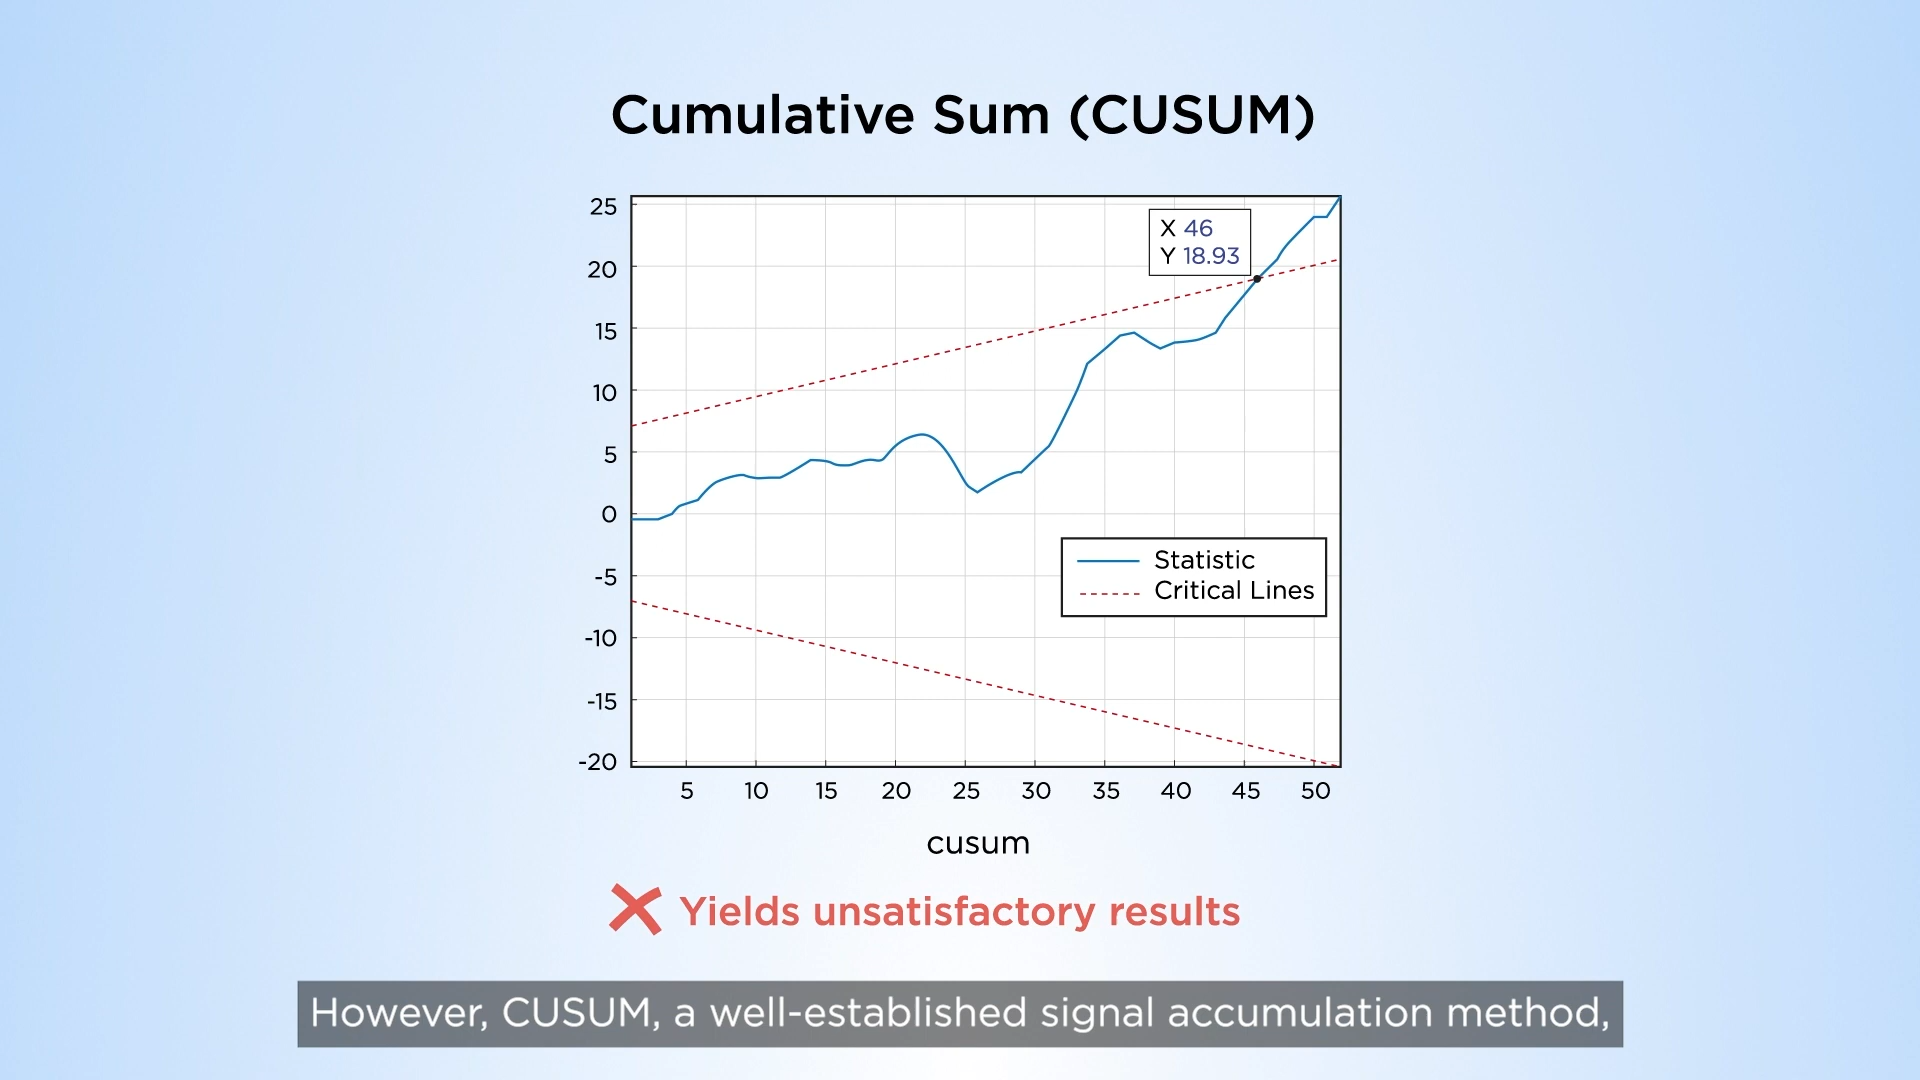 Cumulative Sum (CUSUM)
25
20
15
10
5
0
-5
-10
-15
-20
X 46
Y 18.93
Statistic
Critical Lines
5 10 15 20 25 30 35 40 45 50
cusum
Yields unsatisfactory results
However, CUSUM, a well-established signal accumulation method,